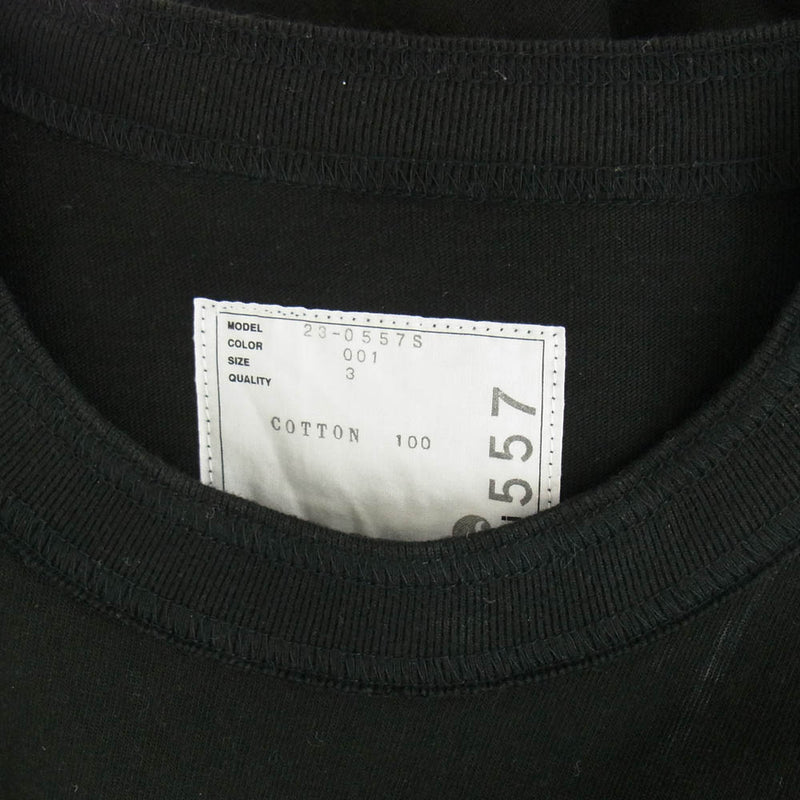 MODEL 23-0557S
COLOR 001
SIZE 3
QUALITY
COTTON 100
557